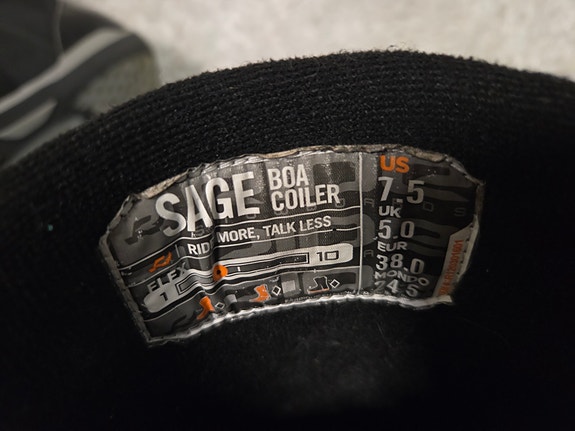 SAGE BOA COILER
RIDE MORE, TALK LESS
FLEX
1 10
US
7.5
UK
5.0
EUR
38.0
MONDO
24.5